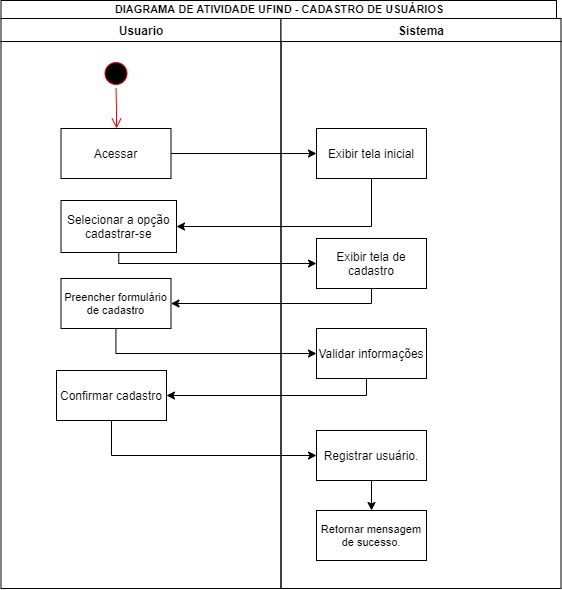 DIAGRAMA DE ATIVIDADE UFIND - CADASTRO DE USUÁRIOS
Usuario
Sistema
Acessar
Exibir tela inicial
Selecionar a opção
cadastrar-se
Exibir tela de
cadastro
Preencher formulário
de cadastro
Validar informações
Confirmar cadastro
Registrar usuário.
Retornar mensagem
de sucesso.